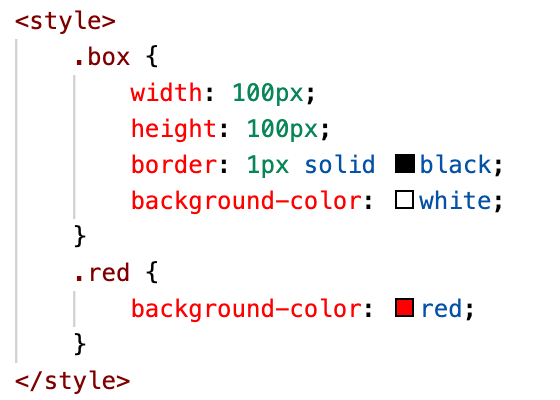 <style>
.box {
width: 100px;
height: 100px;
border: 1px solid black;
background-color: white;
}
.red {
background-color: red;
}
</style>